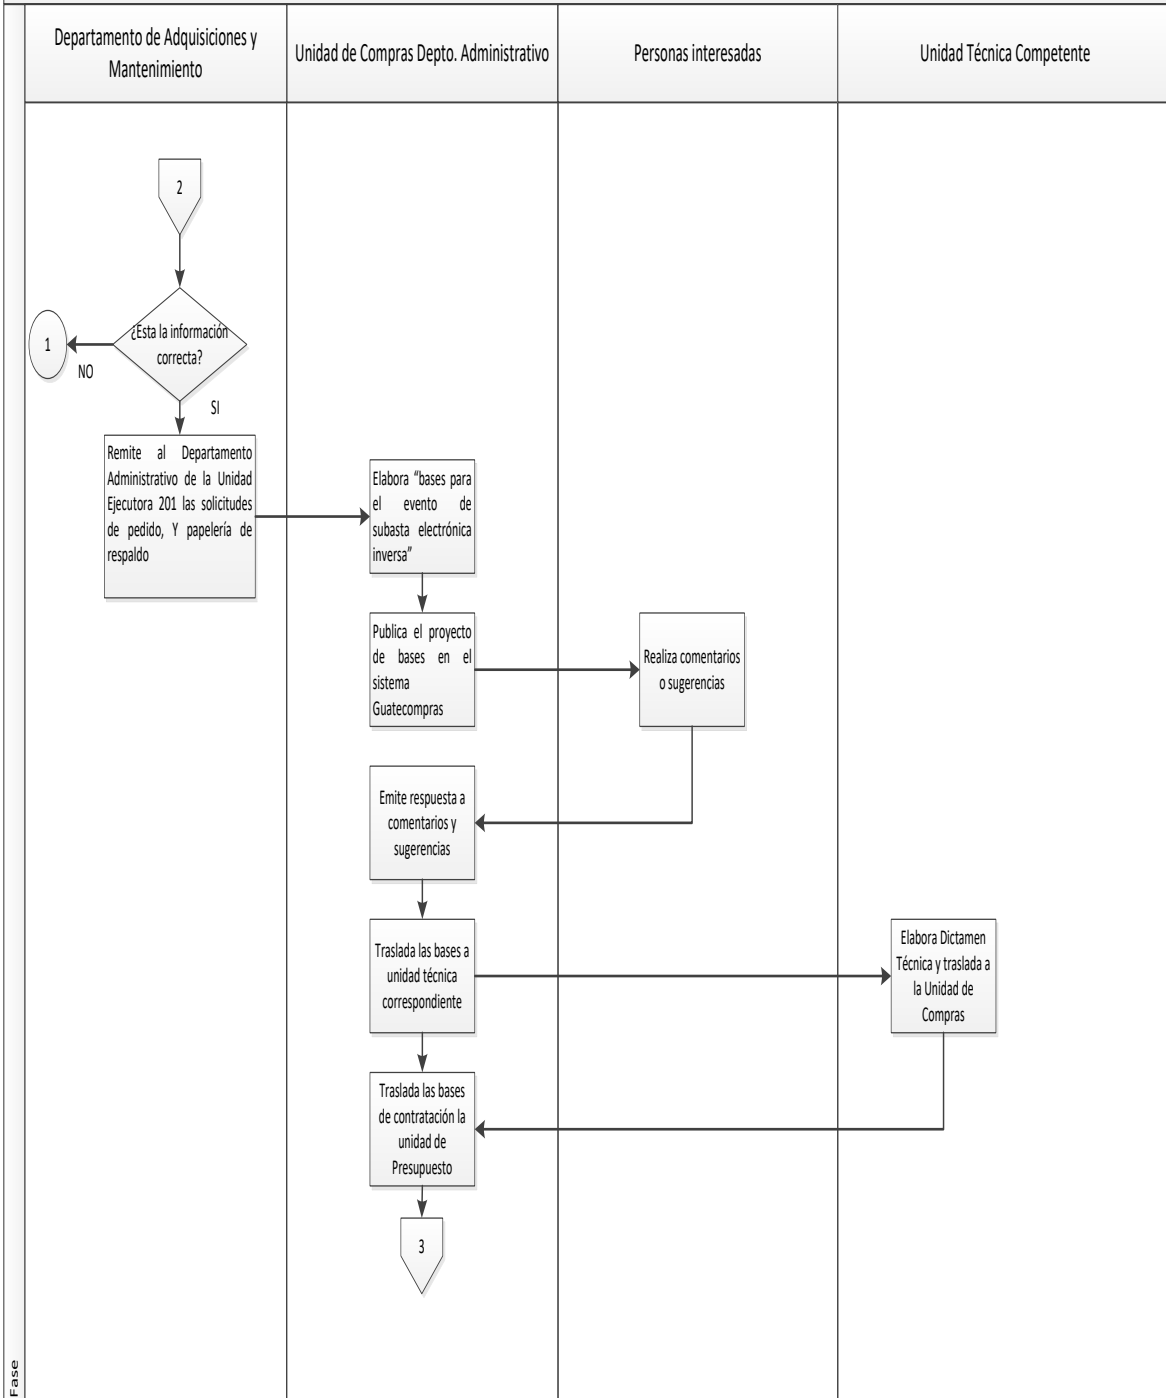 Departamento de Adquisiciones y
Mantenimiento
Unidad de Compras Depto. Administrativo
Personas interesadas
Unidad Técnica Competente
2
¿Esta la información
correcta?
1
NO
SI
Remite al Departamento
Administrativo de la Unidad
Ejecutora 201 las solicitudes
de pedido, Y papelería de
respaldo
Elabora “bases para
el evento de
subasta electrónica
inversa”
Publica el proyecto
de bases en el
sistema
Guatecompras
Realiza comentarios
o sugerencias
Emite respuesta a
comentarios y
sugerencias
Traslada las bases a
unidad técnica
correspondiente
Elabora Dictamen
Técnica y traslada a
la Unidad de
Compras
Traslada las bases
de contratación la
unidad de
Presupuesto
3
Fase